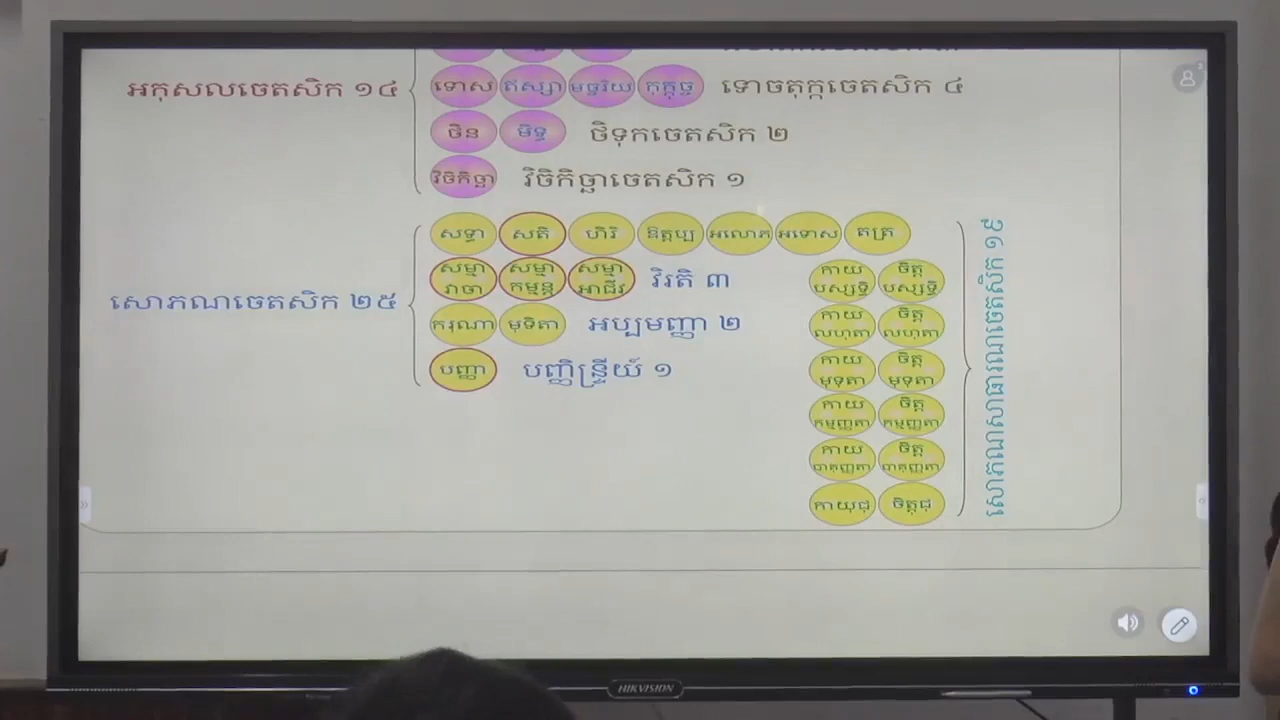 អកុសលចេតសិក ១៤
ទោស ឥស្សា មច្ឆរិយ កុក្កុច្ច ទោចតុក្កចេតសិក ៤
ថិន មិទ្ធ ថិទុកចេតសិក ២
វិចិកិច្ឆា វិចិកិច្ឆាចេតសិក ១
សោភណចេតសិក ២៥
សទ្ធា សតិ ហិរិ ឱត្តប្ប អលោភ អទោស តត្រ
សម្មា វាចា សម្មា កម្មន្ត សម្មា អាជីវ វិរតិ ៣
ករុណា មុទិតា អប្បមញ្ញា ២
បញ្ញា បញ្ញិន្ទ្រីយ៍ ១
កាយ បស្សទ្ធិ ចិត្ត បស្សទ្ធិ
កាយ លហុតា ចិត្ត លហុតា
កាយ មុទុតា ចិត្ត មុទុតា
កាយ កម្មញ្ញតា ចិត្ត កម្មញ្ញតា
កាយ បាគុញ្ញតា ចិត្ត បាគុញ្ញតា
កាយុជុ ចិត្តុជុ
សោភណសាធារណចេតសិក ១៩
HIKVISION